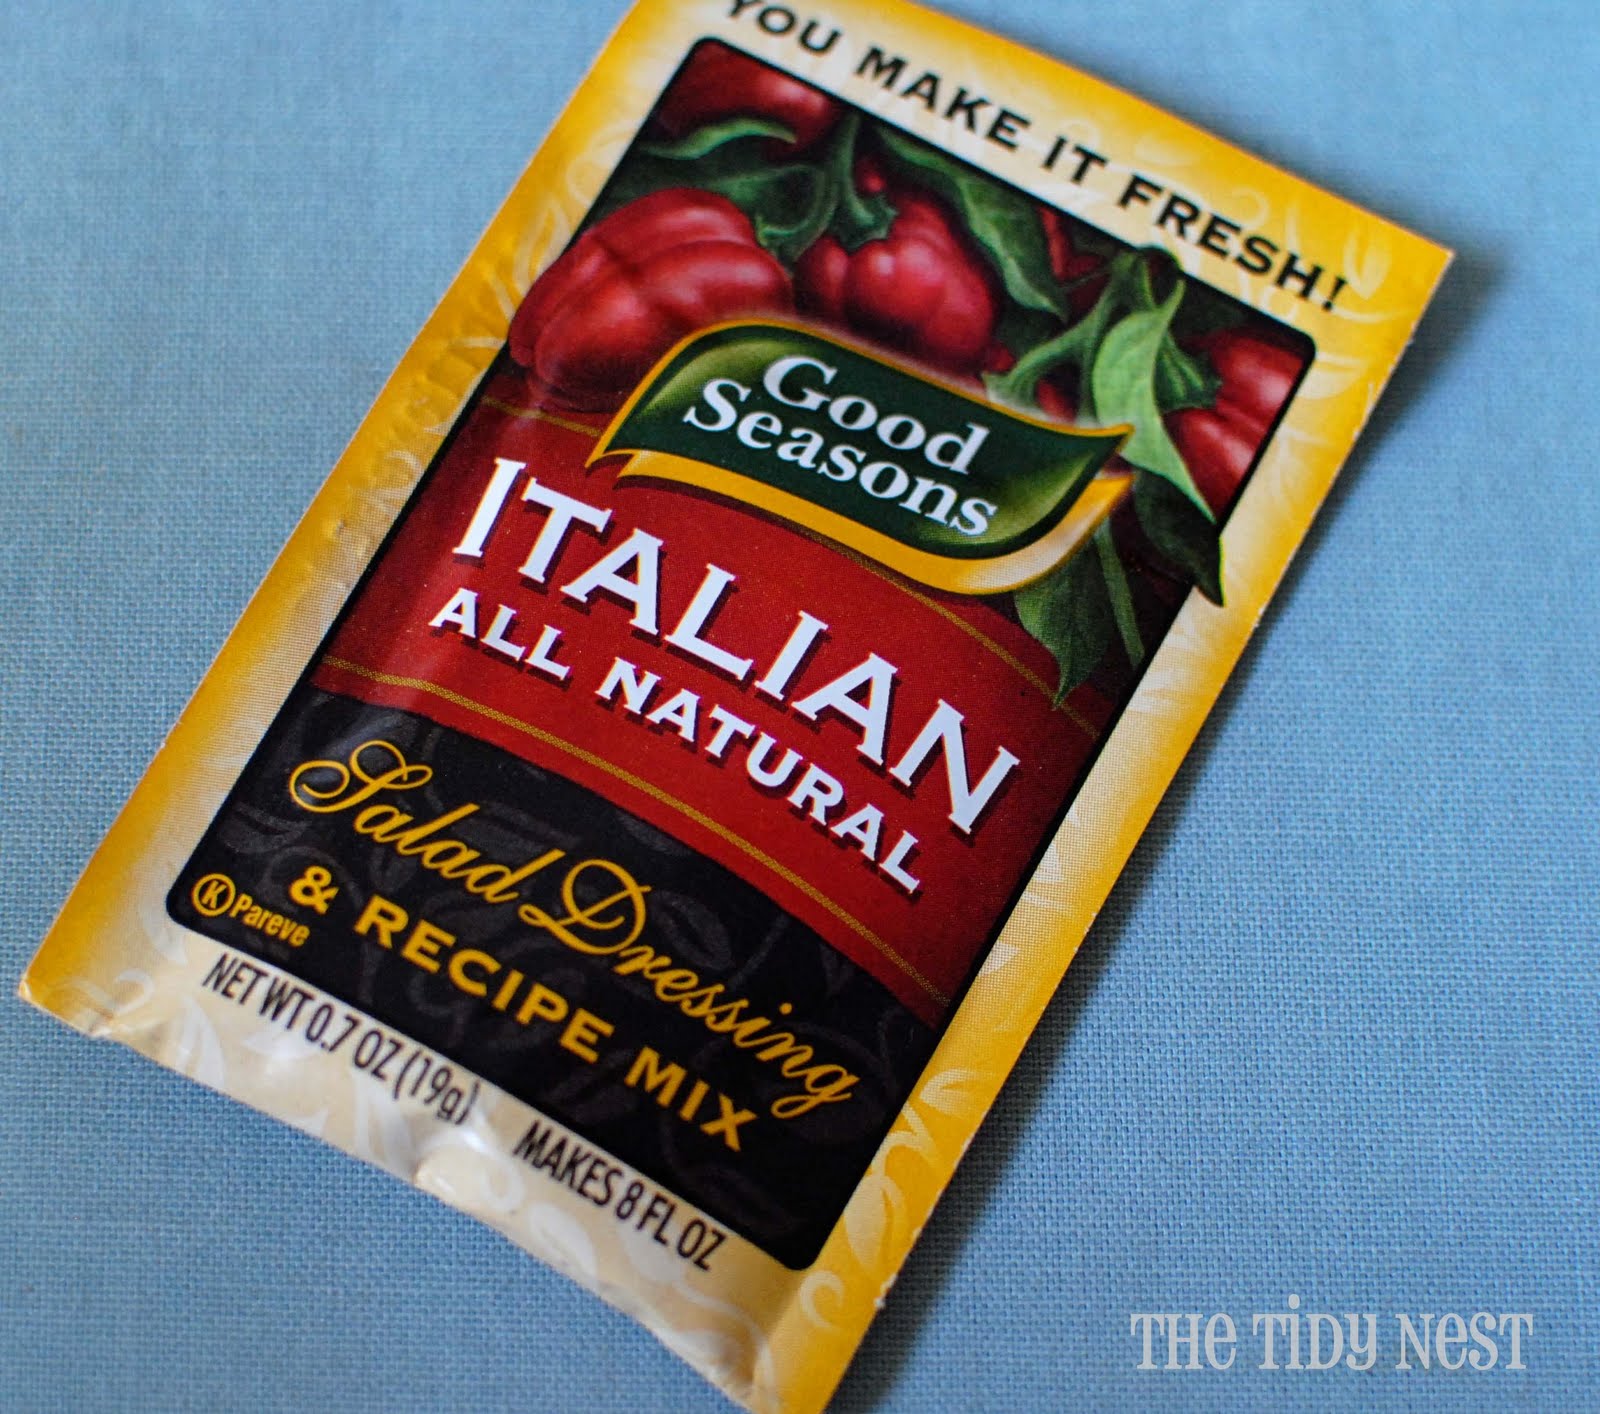 YOU MAKE IT FRESH!
Good
Seasons
ITALIAN
ALL NATURAL
Salad Dressing
& RECIPE MIX
K Pareve
NET WT 0.7 OZ (19g) MAKES 8 FL OZ
THE TiDy NEST